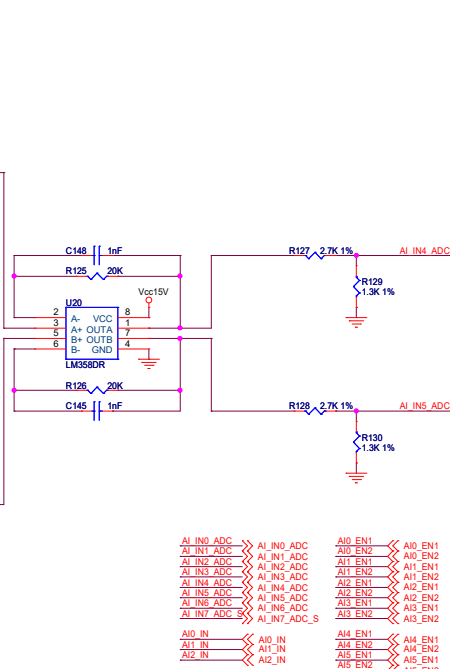 C148 1nF
R125 20K
Vcc15V
U20
2 A- VCC 8
3 A+ OUTA 1
5 B+ OUTB 7
6 B- GND 4
LM358DR
R126 20K
C145 1nF
R127 2.7K 1% AI_IN4_ADC
R129
1.3K 1%
R128 2.7K 1% AI_IN5_ADC
R130
1.3K 1%
AI_IN0_ADC AI_IN0_ADC
AI_IN1_ADC AI_IN1_ADC
AI_IN2_ADC AI_IN2_ADC
AI_IN3_ADC AI_IN3_ADC
AI_IN4_ADC AI_IN4_ADC
AI_IN5_ADC AI_IN5_ADC
AI_IN6_ADC AI_IN6_ADC
AI_IN7_ADC_S AI_IN7_ADC_S
AI0_IN AI0_IN
AI1_IN AI1_IN
AI2_IN AI2_IN
AI0_EN1 AI0_EN1
AI0_EN2 AI0_EN2
AI1_EN1 AI1_EN1
AI1_EN2 AI1_EN2
AI2_EN1 AI2_EN1
AI2_EN2 AI2_EN2
AI3_EN1 AI3_EN1
AI3_EN2 AI3_EN2
AI4_EN1 AI4_EN1
AI4_EN2 AI4_EN2
AI5_EN1 AI5_EN1